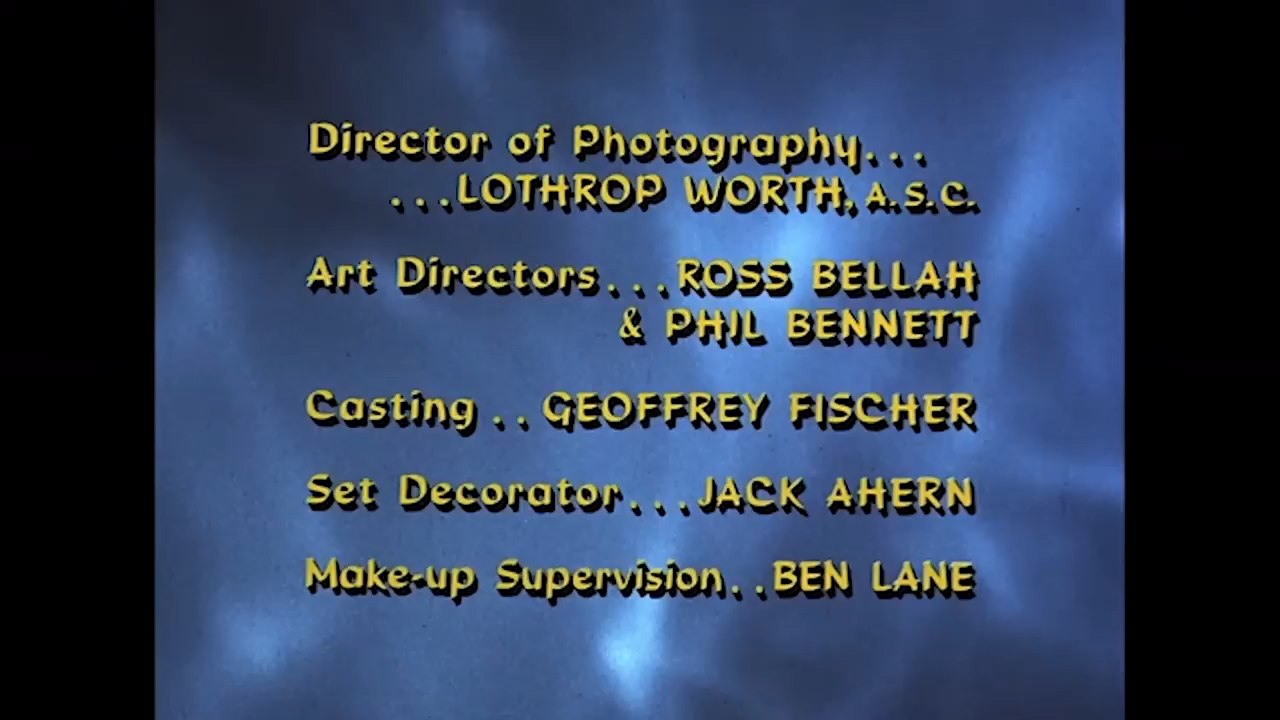 Director of Photography...
...LOTHROP WORTH, A.S.C.
Art Directors...ROSS BELLAH
& PHIL BENNETT
Casting..GEOFFREY FISCHER
Set Decorator...JACK AHERN
Make-up Supervision..BEN LANE